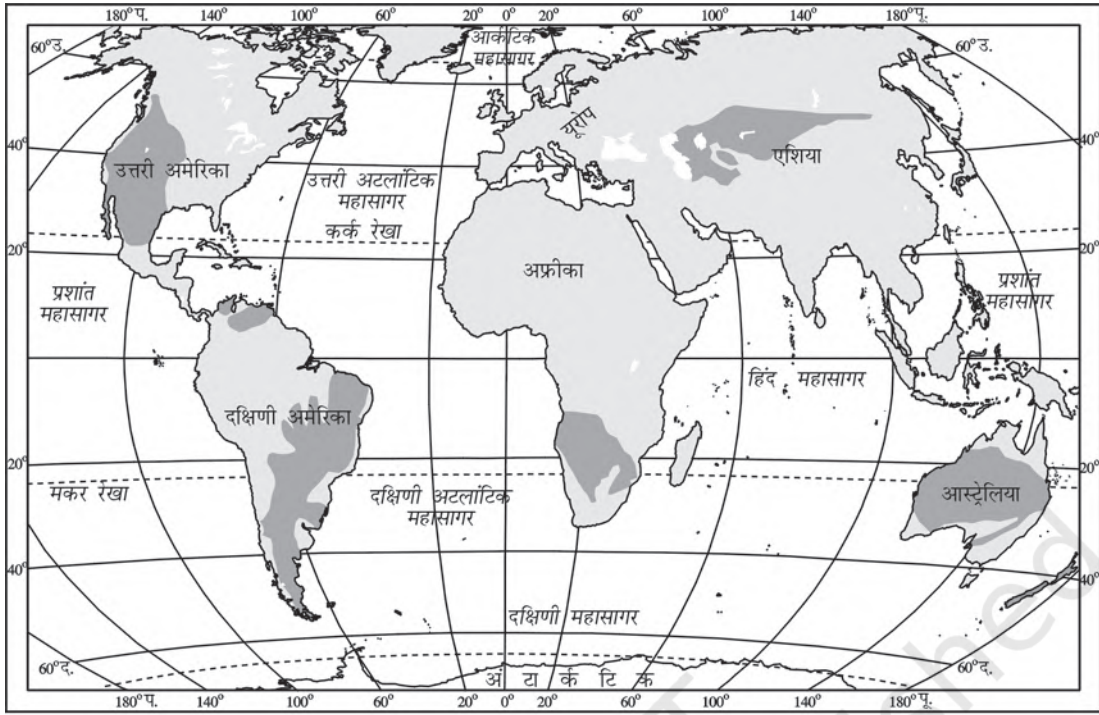 180°प. 140° 100° 60° 20° 0° 20° 60° 100° 140° 180°पू.
60°उ. 60°उ.
आर्कटिक
महासागर
यूरोप
40° 40°
उत्तरी अमेरिका
एशिया
उत्तरी अटलांटिक
महासागर
कर्क रेखा
20° 20°
अफ्रीका
प्रशांत
महासागर
प्रशांत
महासागर
हिंद महासागर
दक्षिणी अमेरिका
20° 20°
मकर रेखा
दक्षिणी अटलांटिक
महासागर
आस्ट्रेलिया
40° 40°
दक्षिणी महासागर
60°द. 60°द.
अंटार्कटिक
180°प. 140° 100° 60° 20° 0° 20° 60° 100° 140° 180°पू.